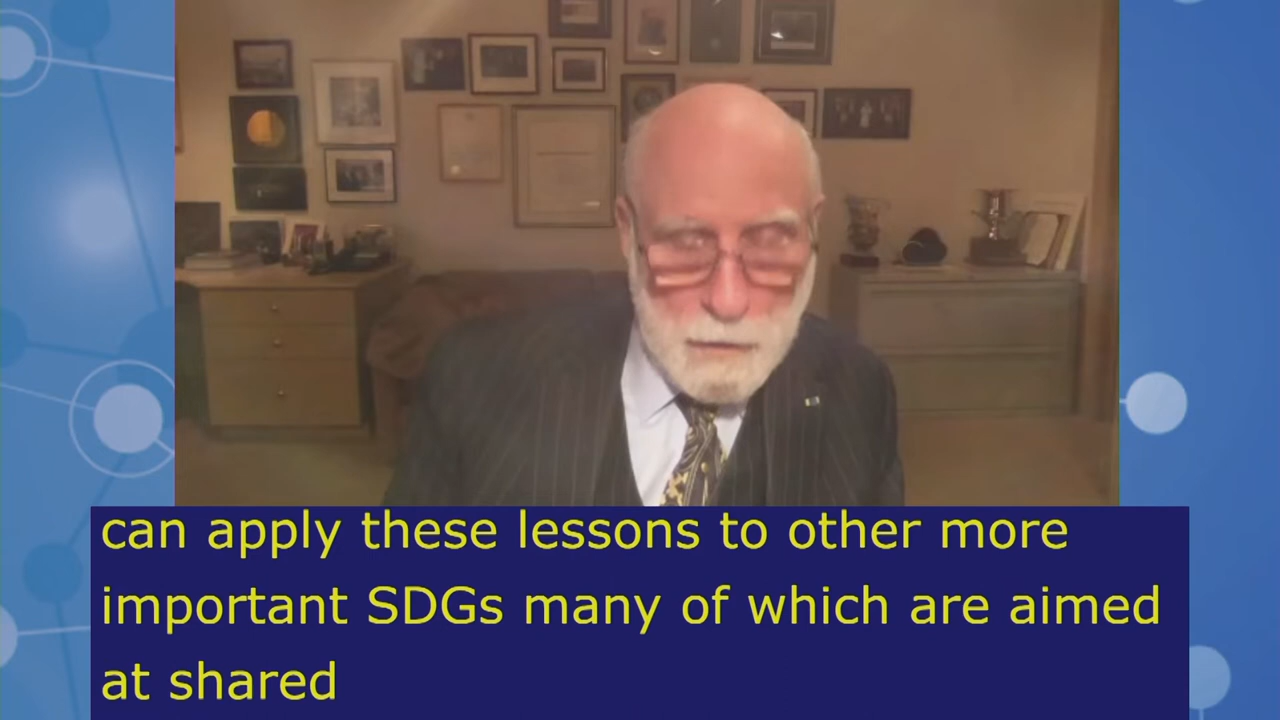 can apply these lessons to other more
important SDGs many of which are aimed
at shared